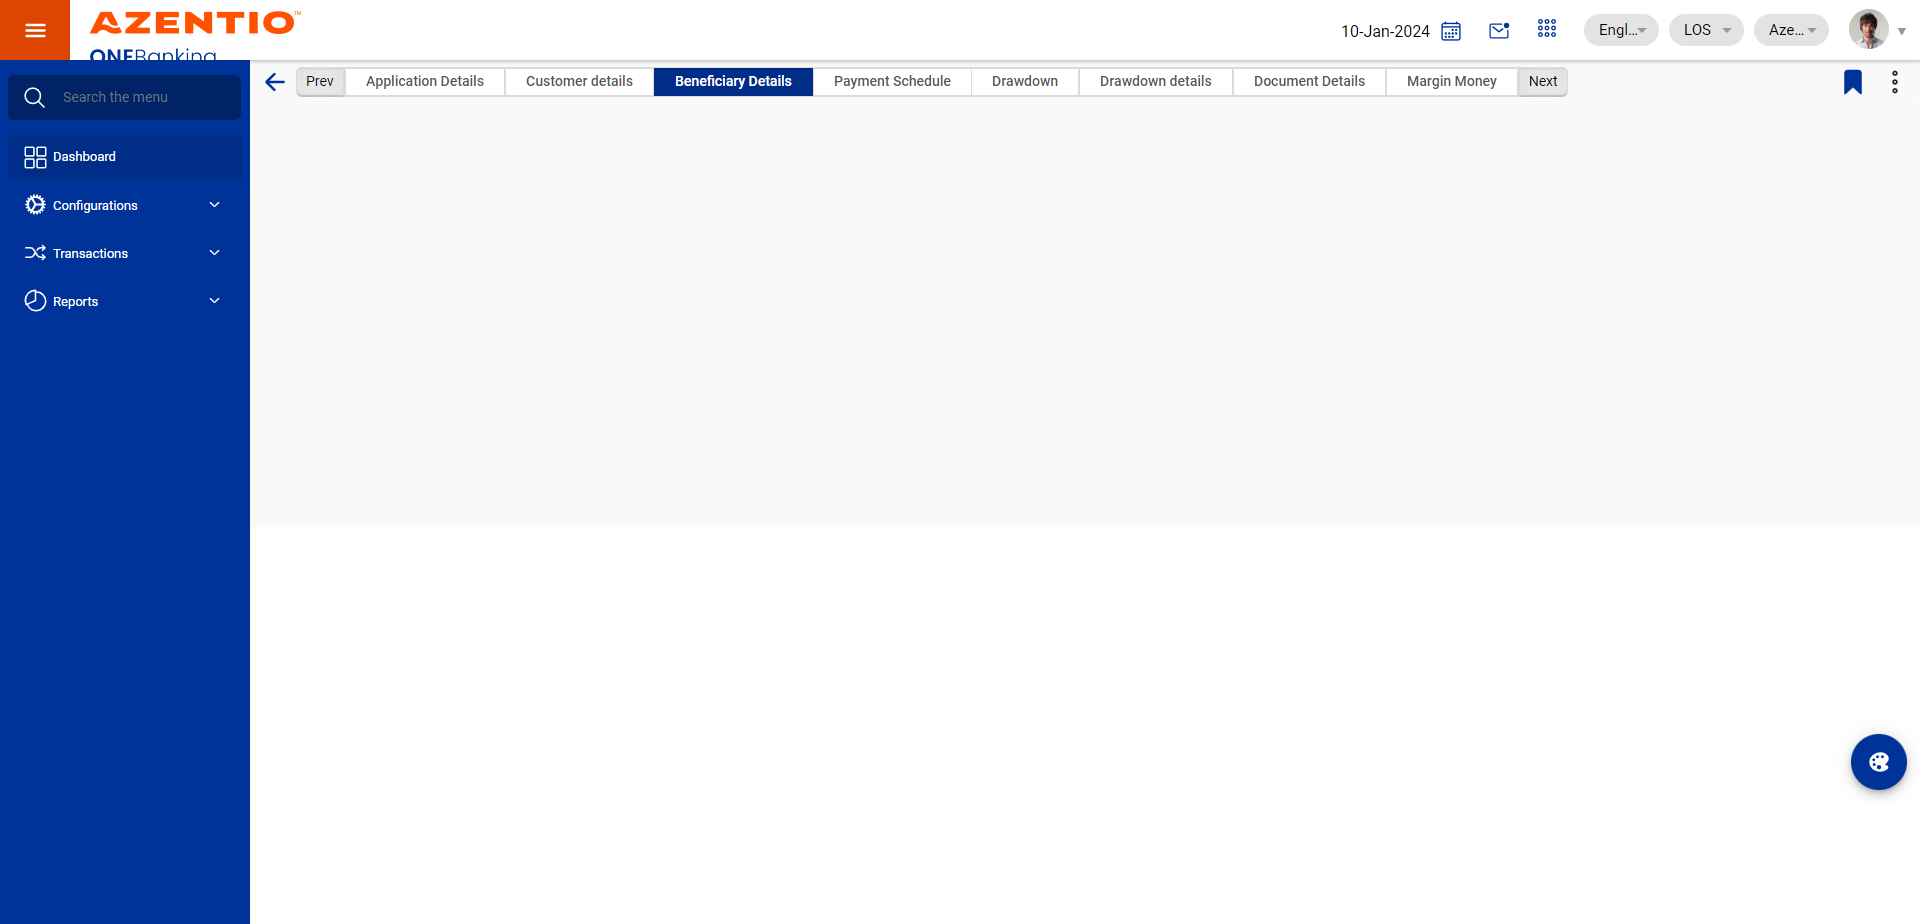 AZENTIO™
ONEBanking
10-Jan-2024
Engl...
LOS
Aze...
Search the menu
Dashboard
Configurations
Transactions
Reports
Prev
Application Details
Customer details
Beneficiary Details
Payment Schedule
Drawdown
Drawdown details
Document Details
Margin Money
Next